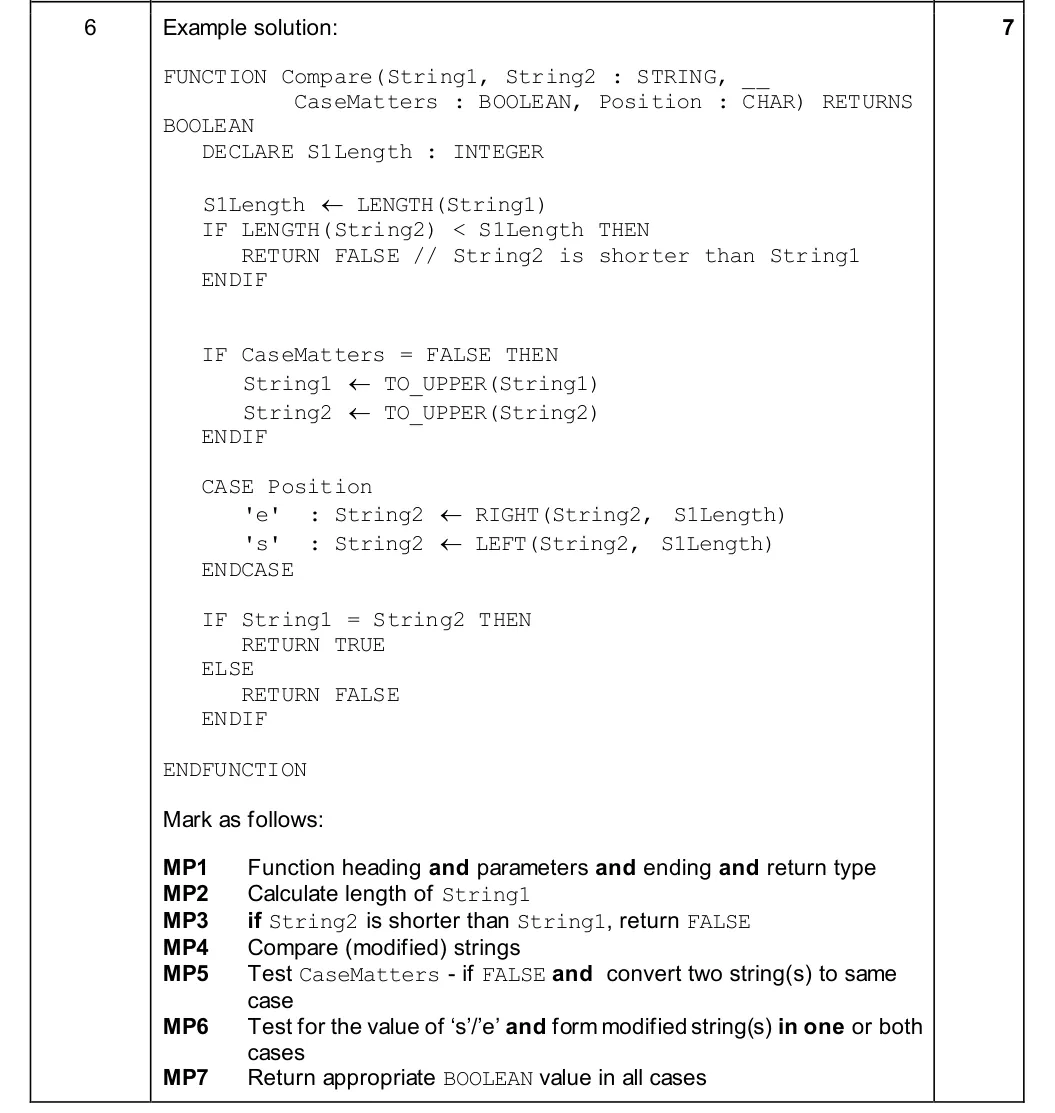 6 Example solution: 7
FUNCTION Compare(String1, String2 : STRING, __
CaseMatters : BOOLEAN, Position : CHAR) RETURNS
BOOLEAN
DECLARE S1Length : INTEGER
S1Length ← LENGTH(String1)
IF LENGTH(String2) < S1Length THEN
RETURN FALSE // String2 is shorter than String1
ENDIF
IF CaseMatters = FALSE THEN
String1 ← TO_UPPER(String1)
String2 ← TO_UPPER(String2)
ENDIF
CASE Position
'e' : String2 ← RIGHT(String2, S1Length)
's' : String2 ← LEFT(String2, S1Length)
ENDCASE
IF String1 = String2 THEN
RETURN TRUE
ELSE
RETURN FALSE
ENDIF
ENDFUNCTION
Mark as follows:
MP1 Function heading and parameters and ending and return type
MP2 Calculate length of String1
MP3 if String2 is shorter than String1, return FALSE
MP4 Compare (modified) strings
MP5 Test CaseMatters - if FALSE and convert two string(s) to same
case
MP6 Test for the value of ‘s’/’e’ and form modified string(s) in one or both
cases
MP7 Return appropriate BOOLEAN value in all cases